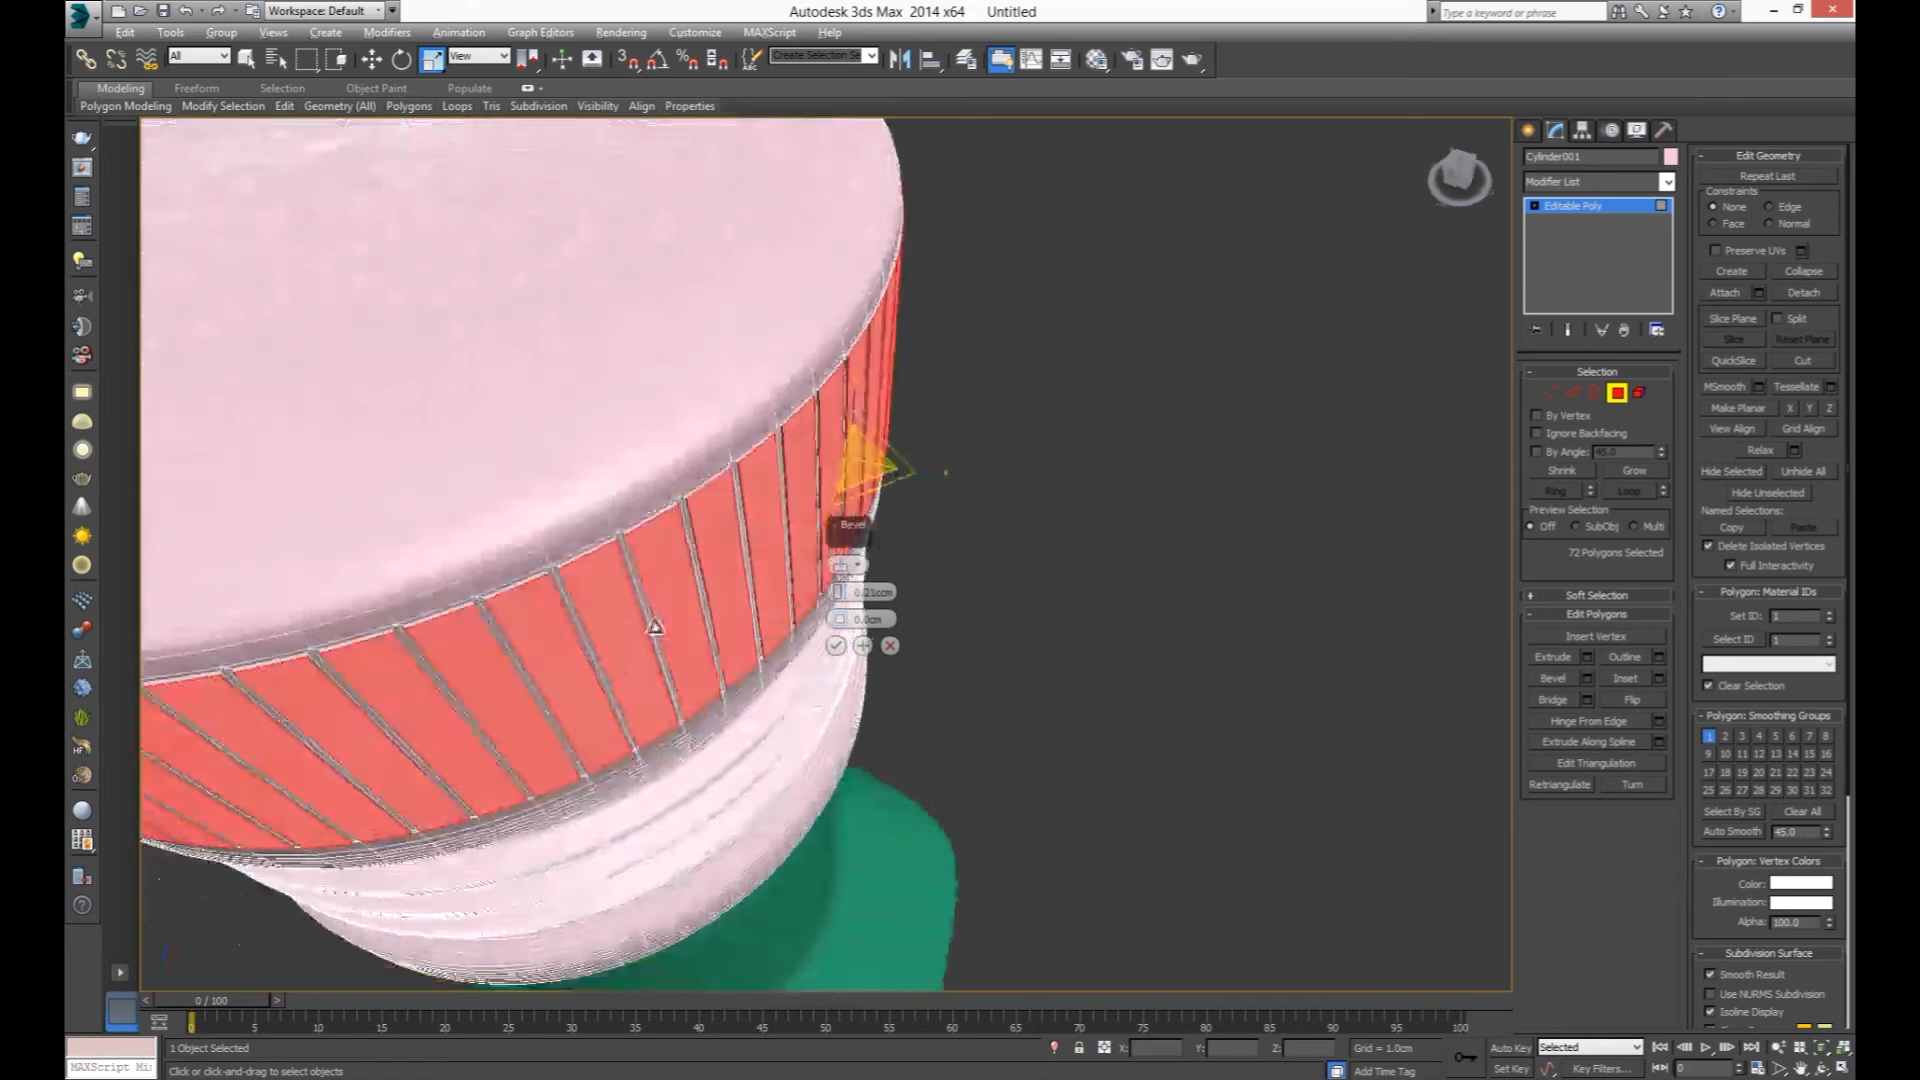 Workspace: Default
Autodesk 3ds Max 2014 x64 Untitled
Type a keyword or phrase
Edit Tools Group Views Create Modifiers Animation Graph Editors Rendering Customize MAXScript Help
All
View
Create Selection Se
Modeling Freeform Selection Object Paint Populate
Polygon Modeling Modify Selection Edit Geometry (All) Polygons Loops Tris Subdivision Visibility Align Properties
Cylinder001
Modifier List
Editable Poly
Selection
By Vertex
Ignore Backfacing
By Angle: 45.0
Shrink Grow
Ring Loop
Preview Selection
Off SubObj Multi
72 Polygons Selected
+ Soft Selection
- Edit Polygons
Insert Vertex
Extrude Outline
Bevel Inset
Bridge Flip
Hinge From Edge
Extrude Along Spline
Edit Triangulation
Retriangulate Turn
- Edit Geometry
Repeat Last
Constraints
None Edge
Face Normal
Preserve UVs
Create Collapse
Attach Detach
Slice Plane Split
Slice Reset Plane
QuickSlice Cut
MSmooth Tessellate
Make Planar X Y Z
View Align Grid Align
Relax
Hide Selected Unhide All
Hide Unselected
Named Selections:
Copy Paste
Delete Isolated Vertices
Full Interactivity
- Polygon: Material IDs
Set ID: 1
Select ID 1
Clear Selection
- Polygon: Smoothing Groups
1 2 3 4 5 6 7 8
9 10 11 12 13 14 15 16
17 18 19 20 21 22 23 24
25 26 27 28 29 30 31 32
Select By SG Clear All
Auto Smooth 45.0
- Polygon: Vertex Colors
Color:
Illumination:
Alpha: 100.0
- Subdivision Surface
Smooth Result
Use NURMS Subdivision
Isoline Display
Bevel
0.0cm
< 0 / 100 >
0 5 10 15 20 25 30 35 40 45 50 55 60 65 70 75 80 85 90 95 100
1 Object Selected
X: Y: Z: Grid = 1.0cm
Auto Key Selected
MAXScript Mi
Click or click-and-drag to select objects
Add Time Tag
Set Key Key Filters...
0